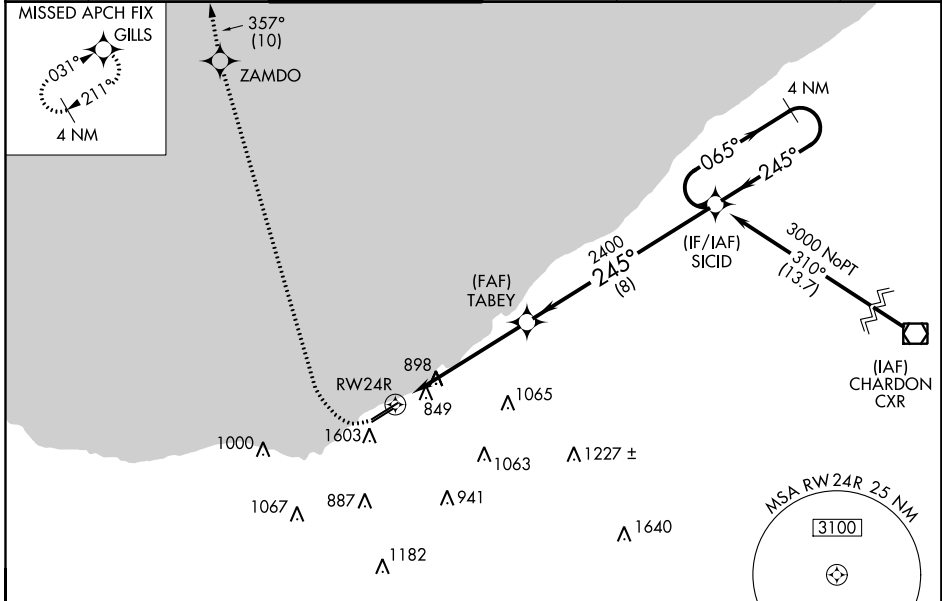 MISSED APCH FIX
GILLS
031°
211°
4 NM
357°
(10)
ZAMDO
4 NM
065°
245°
(IF/IAF)
SICID
3000 NoPT
310°
(13.7)
2400
245°
(8)
(FAF)
TABEY
(IAF)
CHARDON
CXR
RW24R
898
849
1065
1603
1000
1063
1227 ±
1067
887
941
1640
1182
MSA RW24R 25 NM
3100